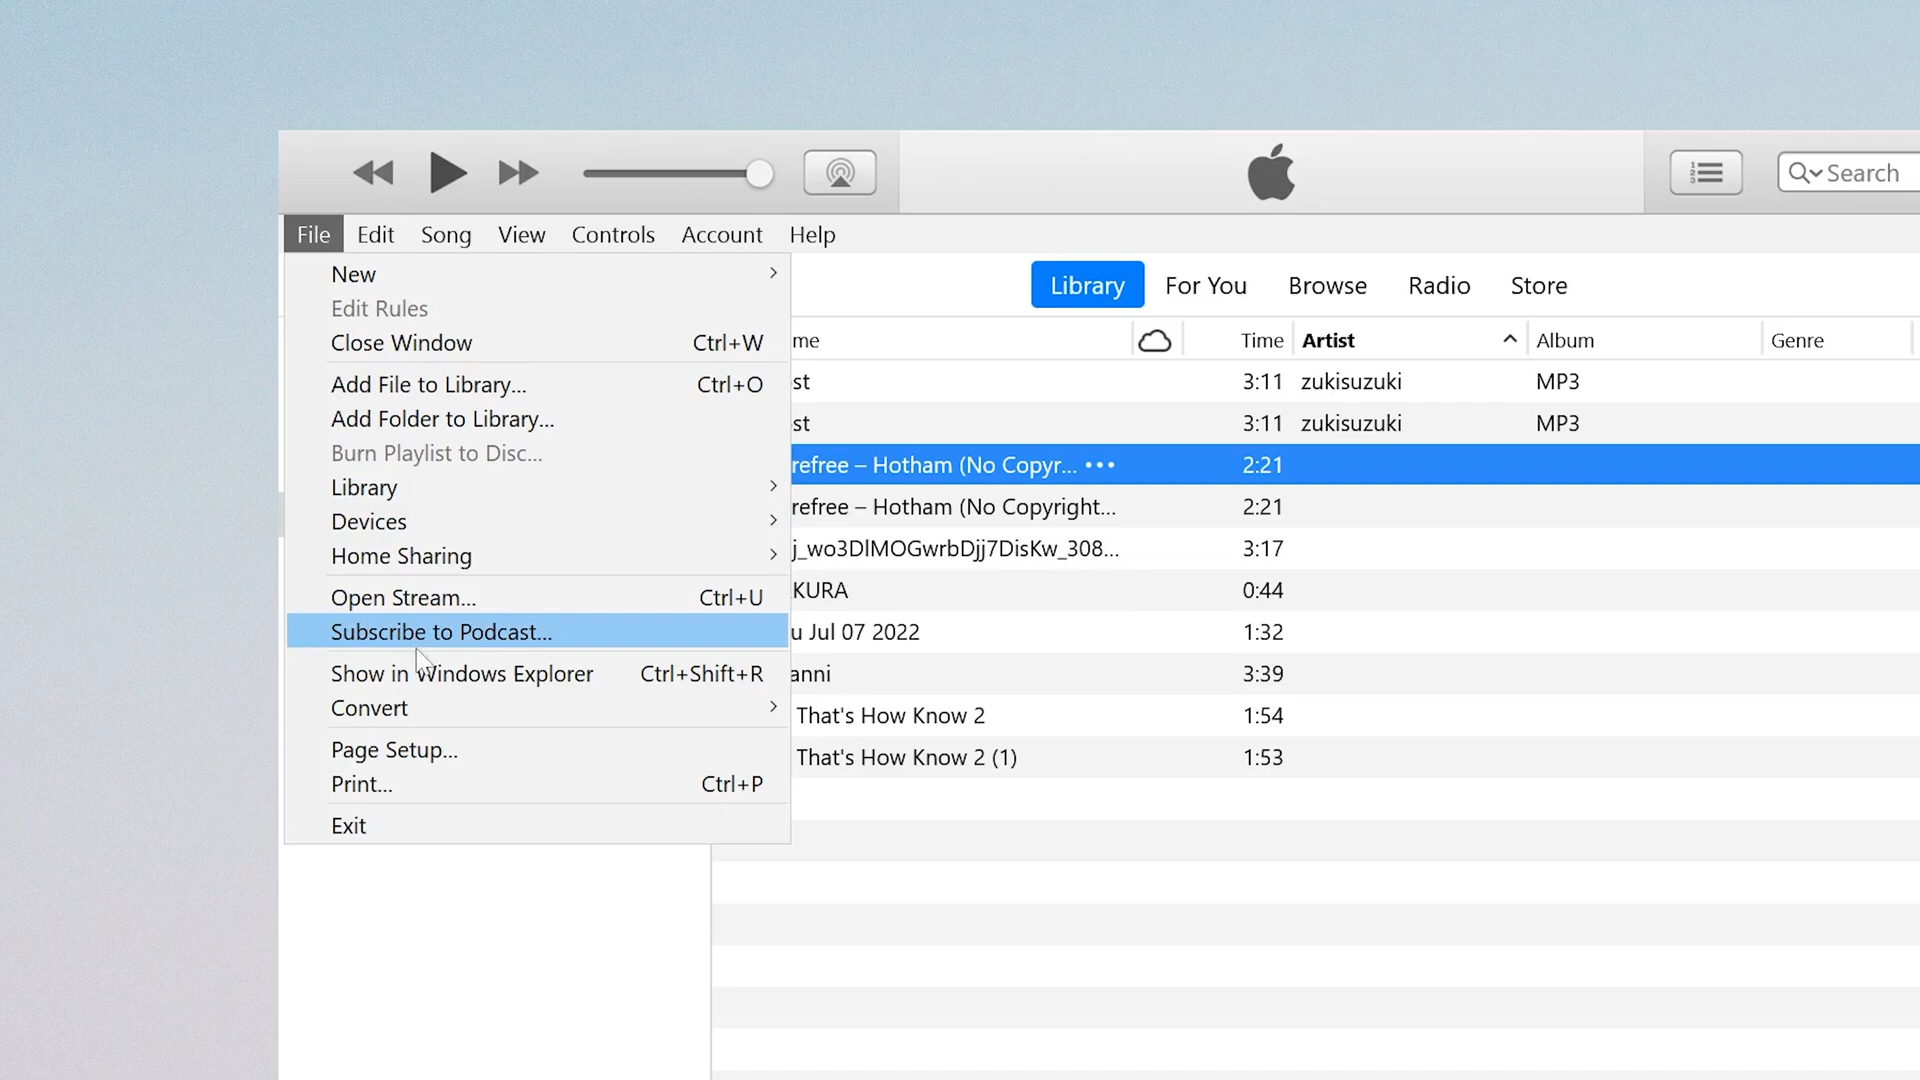 Search
File Edit Song View Controls Account Help
New
Edit Rules
Close Window Ctrl+W
Add File to Library... Ctrl+O
Add Folder to Library...
Burn Playlist to Disc...
Library
Devices
Home Sharing
Open Stream... Ctrl+U
Subscribe to Podcast...
Show in Windows Explorer Ctrl+Shift+R
Convert
Page Setup...
Print... Ctrl+P
Exit
Library For You Browse Radio Store
me Time Artist Album Genre
st 3:11 zukisuzuki MP3
st 3:11 zukisuzuki MP3
refree – Hotham (No Copyr... 2:21
refree – Hotham (No Copyright... 2:21
3:17
KURA 0:44
u Jul 07 2022 1:32
anni 3:39
That's How Know 2 1:54
That's How Know 2 (1) 1:53